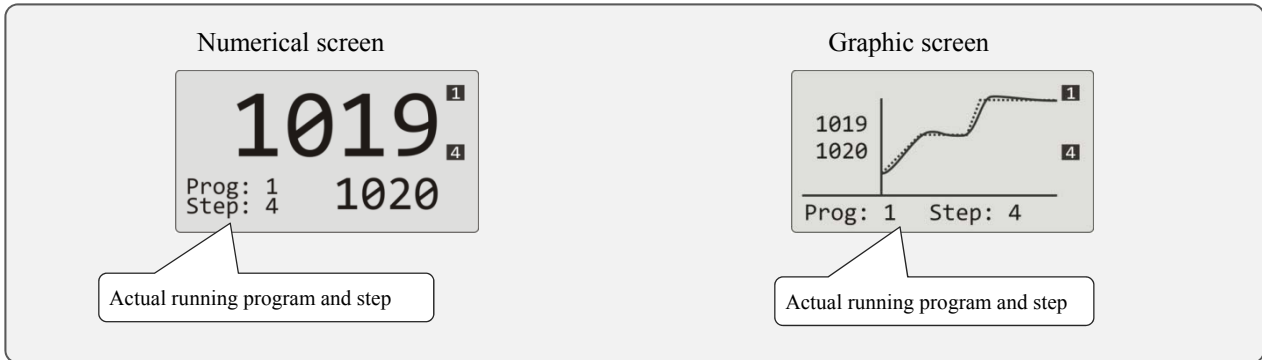 Numerical screen
1019
1
4
Prog: 1
Step: 4
1020
Actual running program and step
Graphic screen
1019
1020
1
4
Prog: 1 Step: 4
Actual running program and step